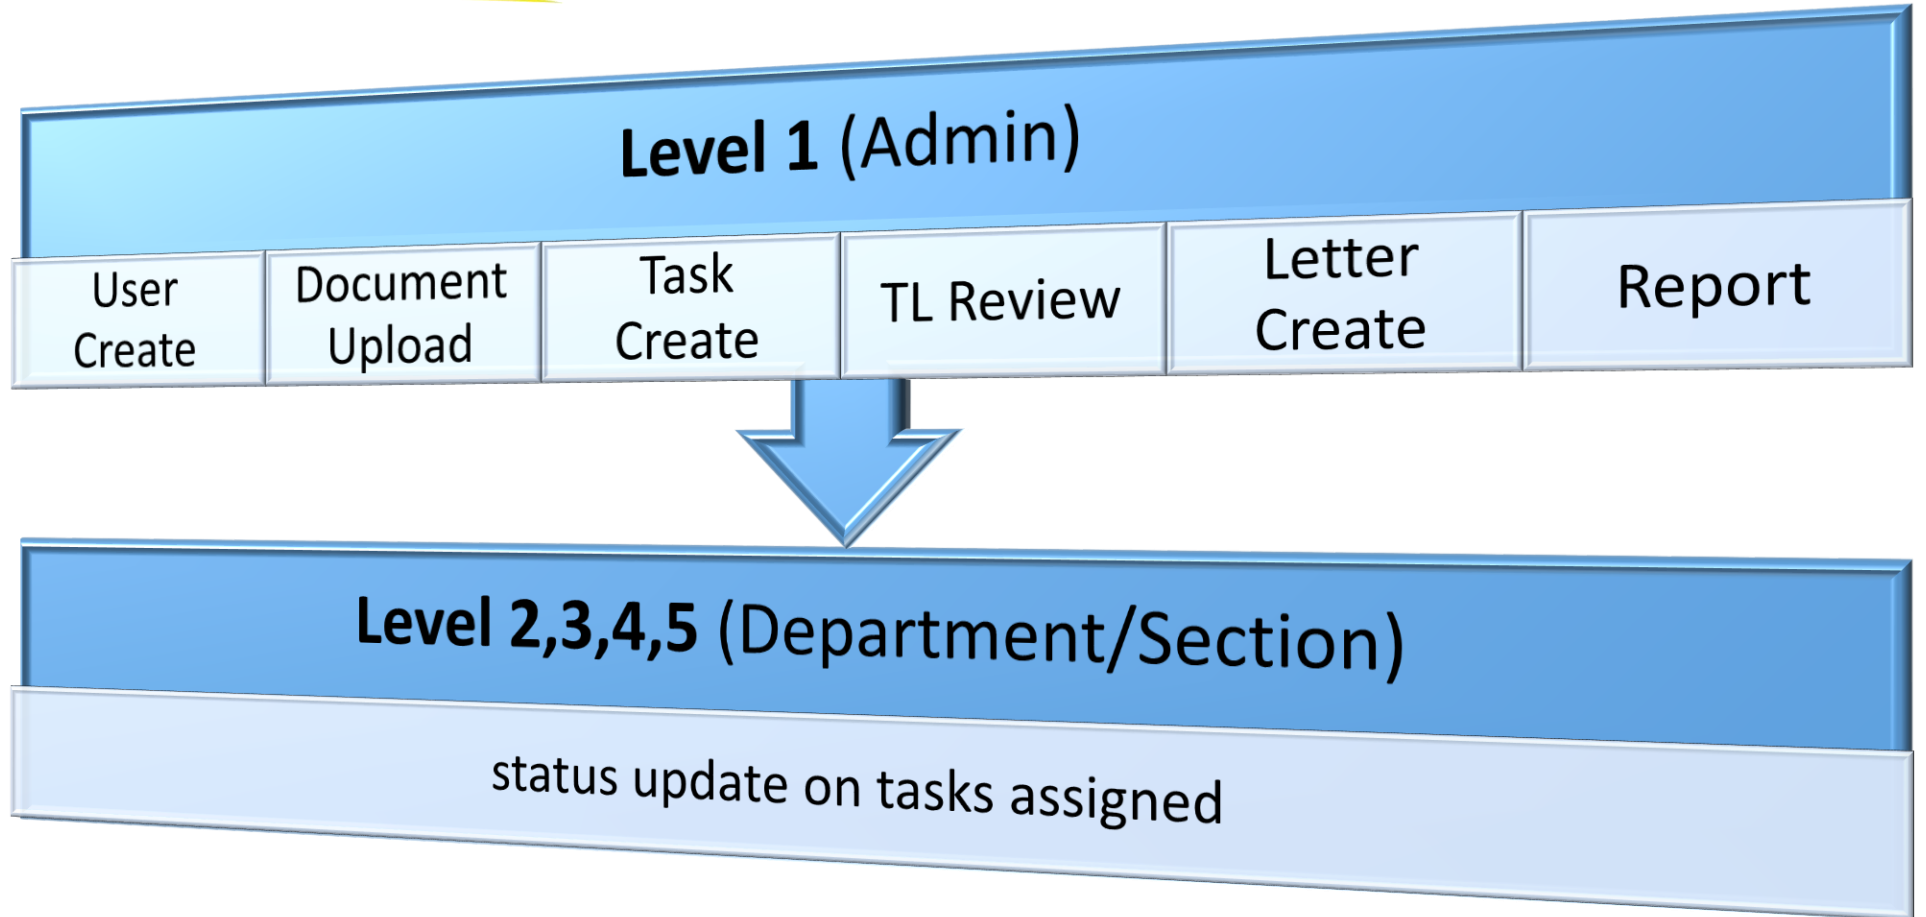 Level 1 (Admin)
User
Create
Document
Upload
Task
Create
TL Review
Letter
Create
Report
Level 2,3,4,5 (Department/Section)
status update on tasks assigned